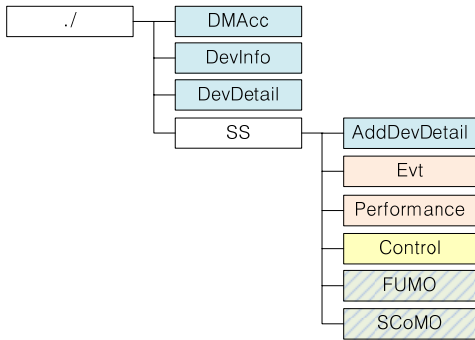 ./
DMAcc
DevInfo
DevDetail
SS
AddDevDetail
Evt
Performance
Control
FUMO
SCoMO